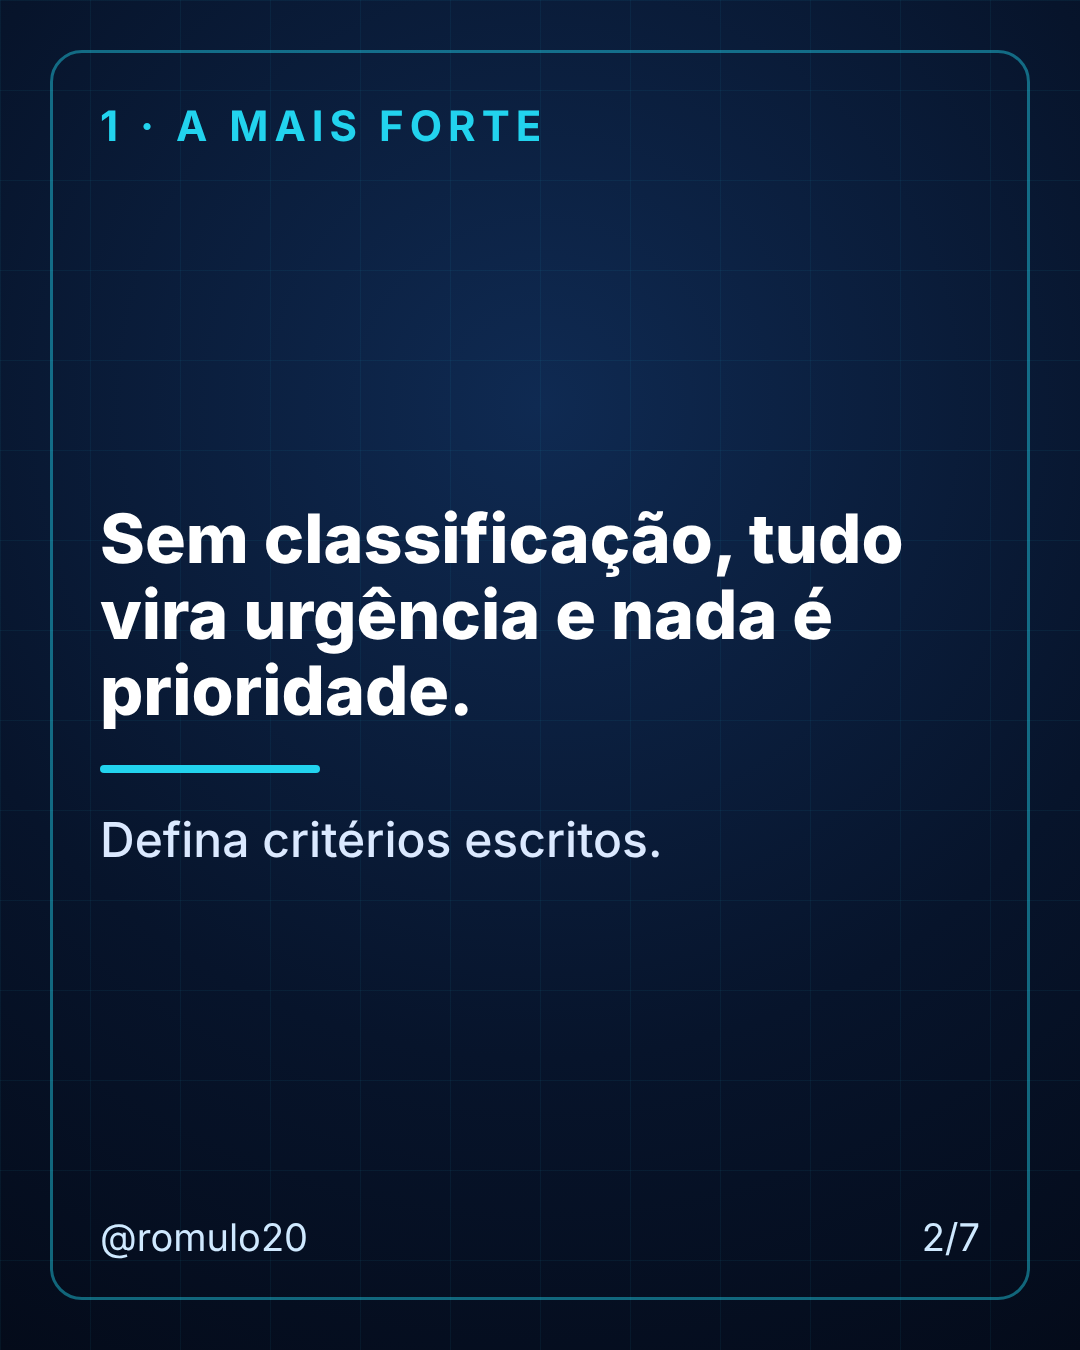 1 · A MAIS FORTE
Sem classificação, tudo
vira urgência e nada é
prioridade.
Defina critérios escritos.
@romulo20
2/7